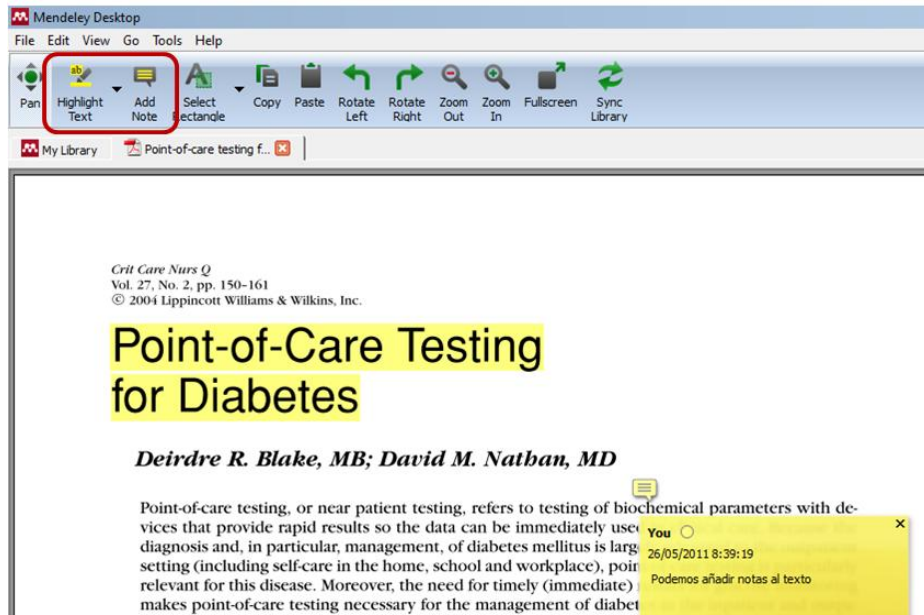 Mendeley Desktop
File Edit View Go Tools Help
Pan Highlight Text Add Note Select Rectangle Copy Paste Rotate Left Rotate Right Zoom Out Zoom In Fullscreen Sync Library
My Library Point-of-care testing f...
Crit Care Nurs Q
Vol. 27, No. 2, pp. 150–161
© 2004 Lippincott Williams & Wilkins, Inc.
Point-of-Care Testing
for Diabetes
Deirdre R. Blake, MB; David M. Nathan, MD
Point-of-care testing, or near patient testing, refers to testing of biochemical parameters with de-
vices that provide rapid results so the data can be immediately
diagnosis and, in particular, management, of diabetes mellitus is
setting (including self-care in the home, school and workplace),
relevant for this disease. Moreover, the need for timely (immediate)
makes point-of-care testing necessary for the management of
You
26/05/2011 8:39:19
Podemos añadir notas al texto